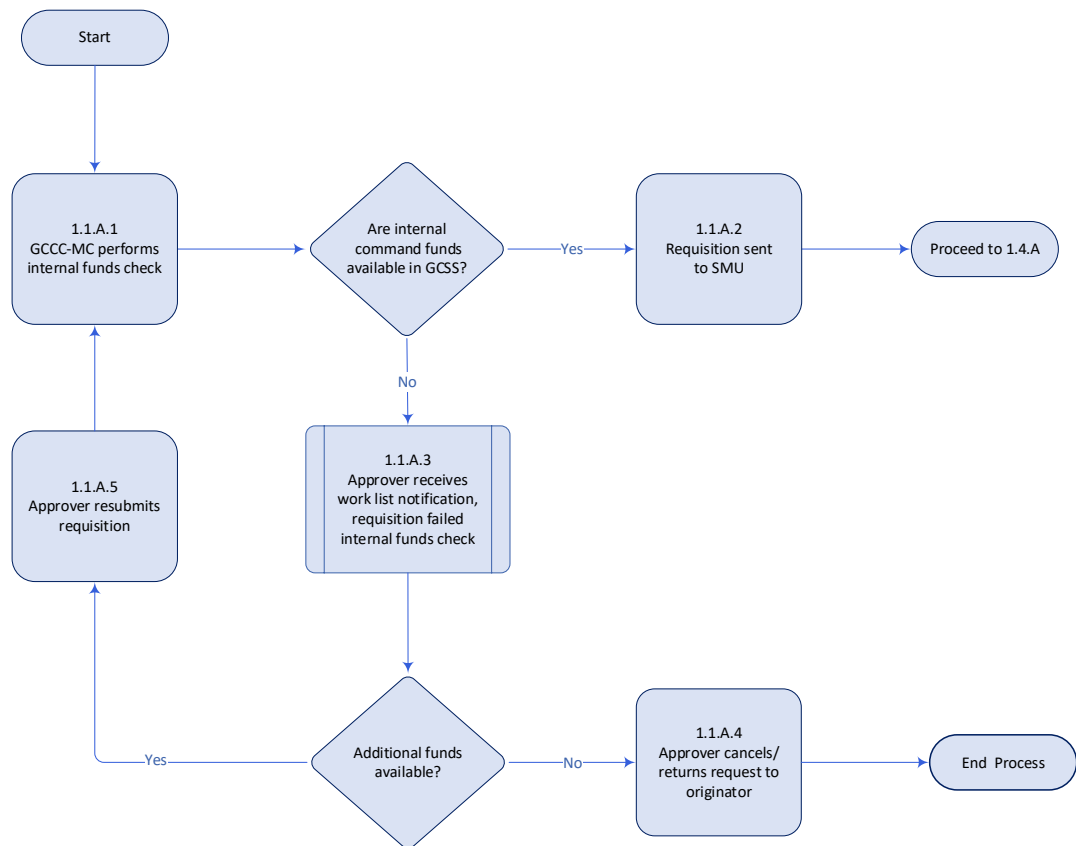 Start
1.1.A.1
GCCC-MC performs
internal funds check
Are internal
command funds
available in GCSS?
Yes
1.1.A.2
Requisition sent
to SMU
Proceed to 1.4.A
No
1.1.A.3
Approver receives
work list notification,
requisition failed
internal funds check
1.1.A.5
Approver resubmits
requisition
Additional funds
available?
Yes
No
1.1.A.4
Approver cancels/
returns request to
originator
End Process